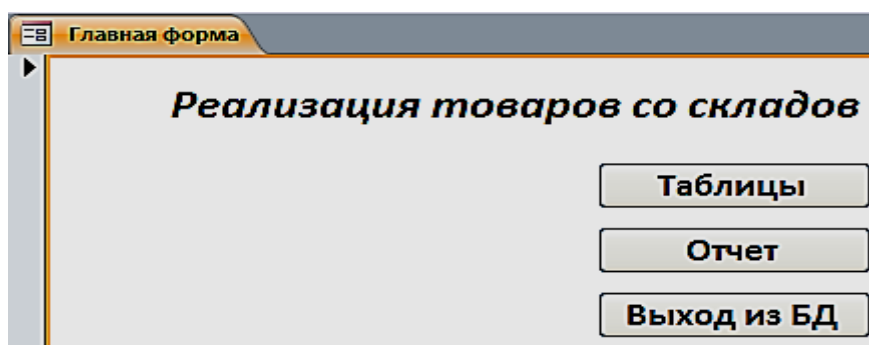 Главная форма
Реализация товаров со складов
Таблицы
Отчет
Выход из БД